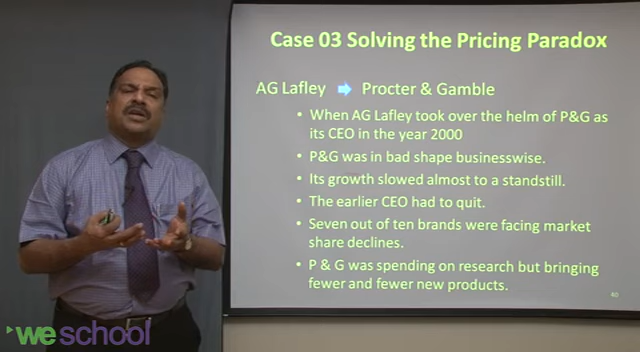 Case 03 Solving the Pricing Paradox
AG Lafley Procter & Gamble
• When AG Lafley took over the helm of P&G as
its CEO in the year 2000
• P&G was in bad shape businesswise.
• Its growth slowed almost to a standstill.
• The earlier CEO had to quit.
• Seven out of ten brands were facing market
share declines.
• P & G was spending on research but bringing
fewer and fewer new products.
40
weschool